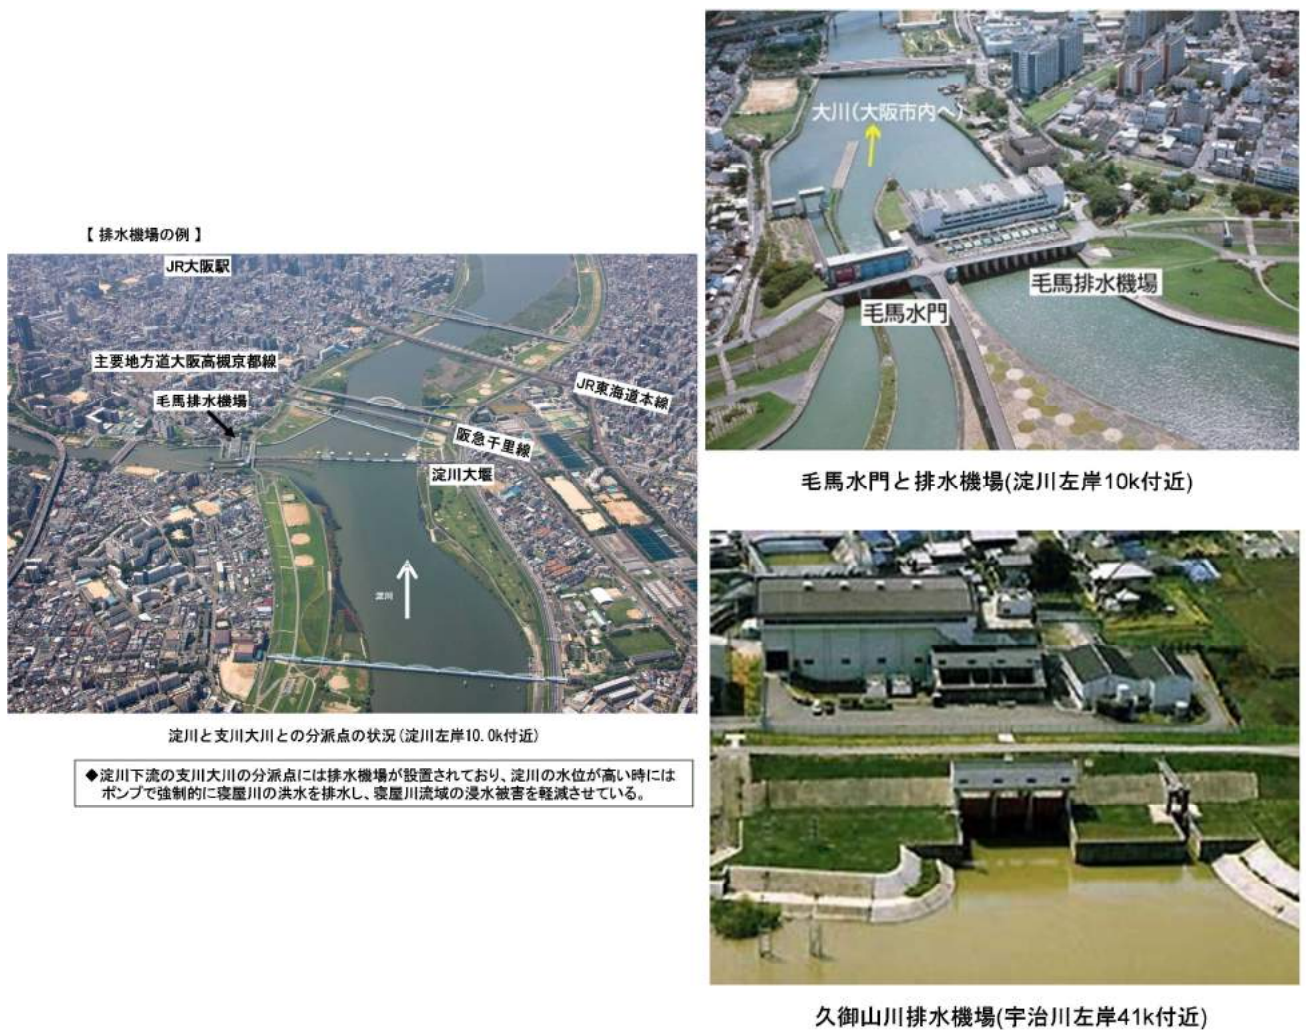 【 排水機場の例 】
JR大阪駅
主要地方道大阪高槻京都線
毛馬排水機場
JR東海道本線
阪急千里線
淀川大堰
淀川
淀川と支川大川との分派点の状況(淀川左岸10.0k付近)
◆淀川下流の支川大川の分派点には排水機場が設置されており、淀川の水位が高い時には
ポンプで強制的に寝屋川の洪水を排水し、寝屋川流域の浸水被害を軽減させている。
大川(大阪市内へ)
毛馬排水機場
毛馬水門
毛馬水門と排水機場(淀川左岸10k付近)
久御山川排水機場(宇治川左岸41k付近)